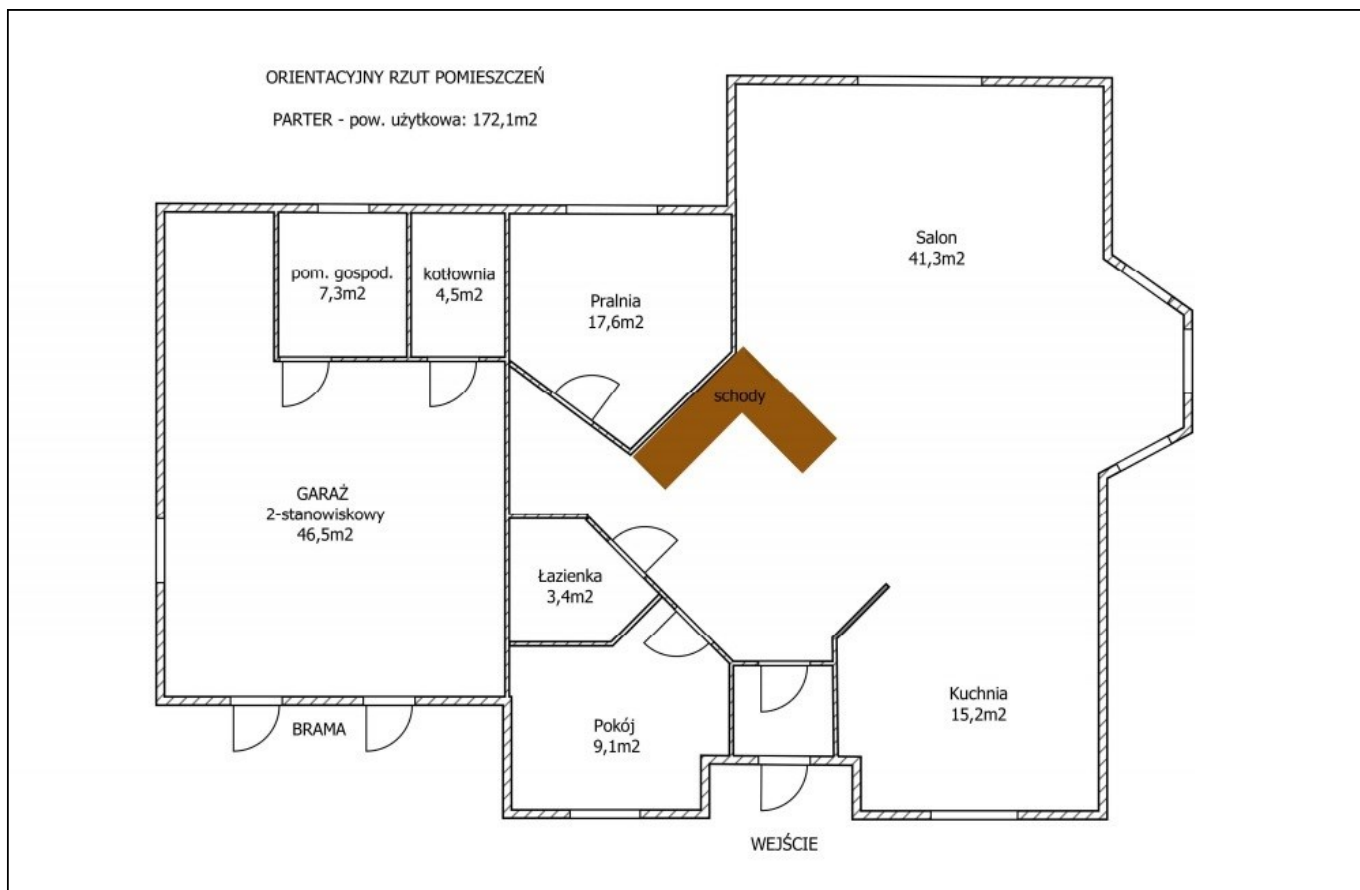 ORIENTACYJNY RZUT POMIESZCZEŃ
PARTER - pow. użytkowa: 172,1m2
Salon
41,3m2
pom. gospod.
7,3m2
kotłownia
4,5m2
Pralnia
17,6m2
schody
GARAŻ
2-stanowiskowy
46,5m2
Łazienka
3,4m2
Kuchnia
15,2m2
Pokój
9,1m2
BRAMA
WEJŚCIE